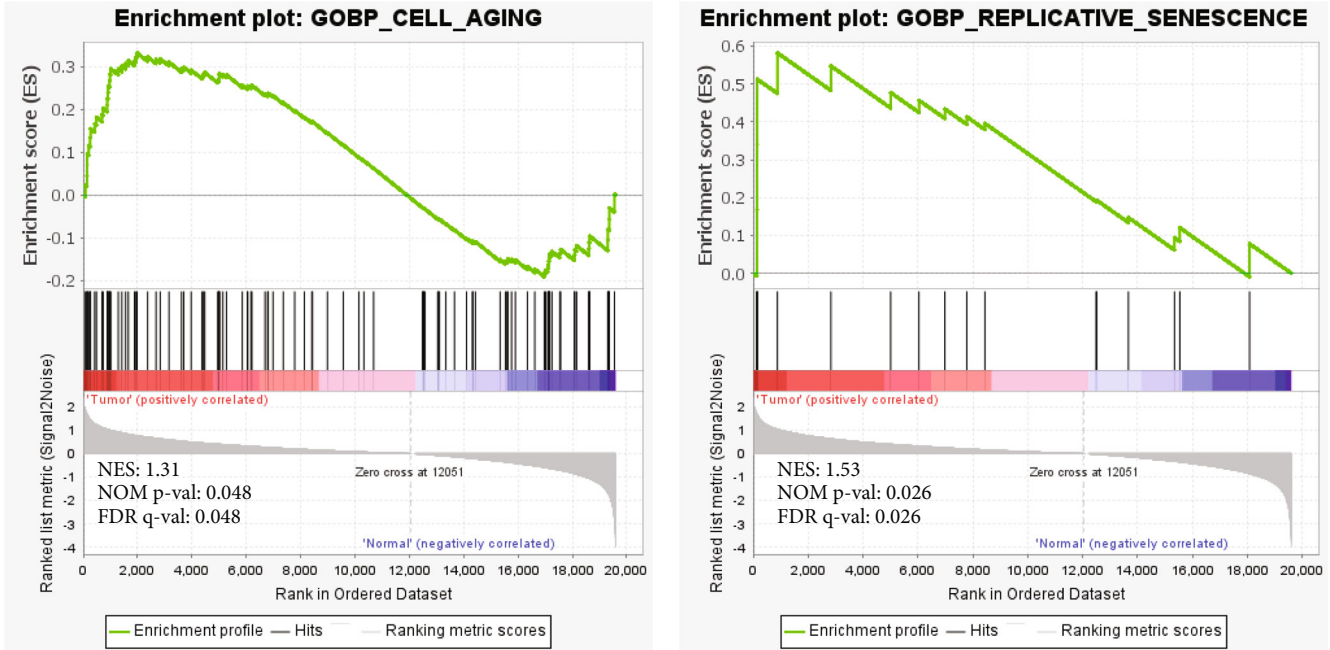 Enrichment plot: GOBP_CELL_AGING
Enrichment score (ES)
0.3
0.2
0.1
0.0
-0.1
-0.2
Ranked list metric (Signal2Noise)
'Tumor' (positively correlated)
2
1
0
-1
-2
-3
-4
Zero cross at 12051
NES: 1.31
NOM p-val: 0.048
FDR q-val: 0.048
'Normal' (negatively correlated)
0 2,000 4,000 6,000 8,000 10,000 12,000 14,000 16,000 18,000 20,000
Rank in Ordered Dataset
Enrichment profile Hits Ranking metric scores
Enrichment plot: GOBP_REPLICATIVE_SENESCENCE
Enrichment score (ES)
0.6
0.5
0.4
0.3
0.2
0.1
0.0
Ranked list metric (Signal2Noise)
'Tumor' (positively correlated)
2
1
0
-1
-2
-3
-4
Zero cross at 12051
NES: 1.53
NOM p-val: 0.026
FDR q-val: 0.026
'Normal' (negatively correlated)
0 2,000 4,000 6,000 8,000 10,000 12,000 14,000 16,000 18,000 20,000
Rank in Ordered Dataset
Enrichment profile Hits Ranking metric scores